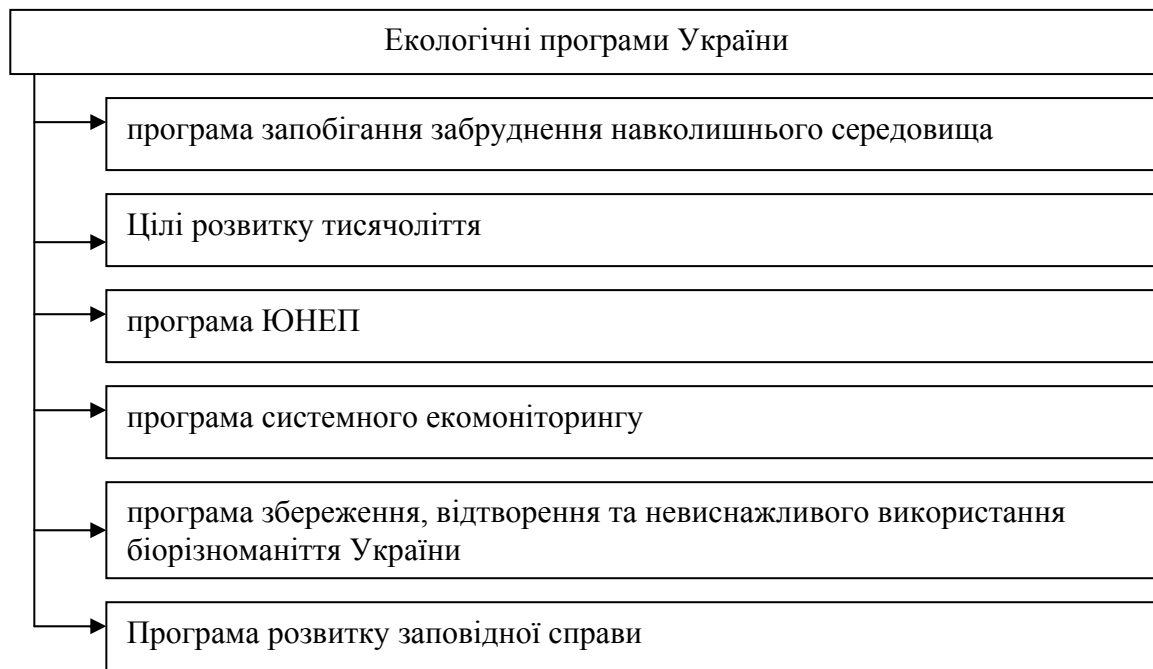 Екологічні програми України
програма запобігання забруднення навколишнього середовища
Цілі розвитку тисячоліття
програма ЮНЕП
програма системного екомоніторингу
програма збереження, відтворення та невиснажливого використання
біорізноманіття України
Програма розвитку заповідної справи